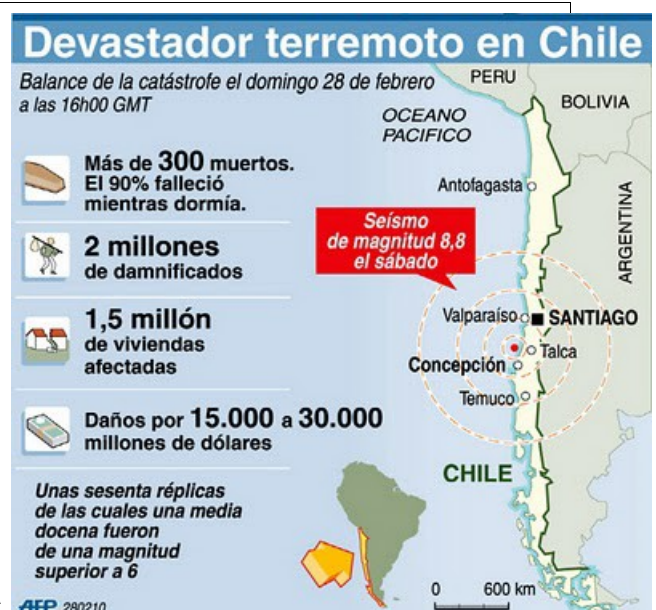 Devastador terremoto en Chile
Balance de la catástrofe el domingo 28 de febrero
a las 16h00 GMT
Más de 300 muertos.
El 90% falleció
mientras dormía.
2 millones
de damnificados
1,5 millón
de viviendas
afectadas
Daños por 15.000 a 30.000
millones de dólares
Unas sesenta réplicas
de las cuales una media
docena fueron
de una magnitud
superior a 6
AFP 280210
PERU
BOLIVIA
OCEANO
PACIFICO
Antofagasta
ARGENTINA
Seísmo
de magnitud 8,8
el sábado
Valparaíso
SANTIAGO
Talca
Concepción
Temuco
CHILE
0 600 km